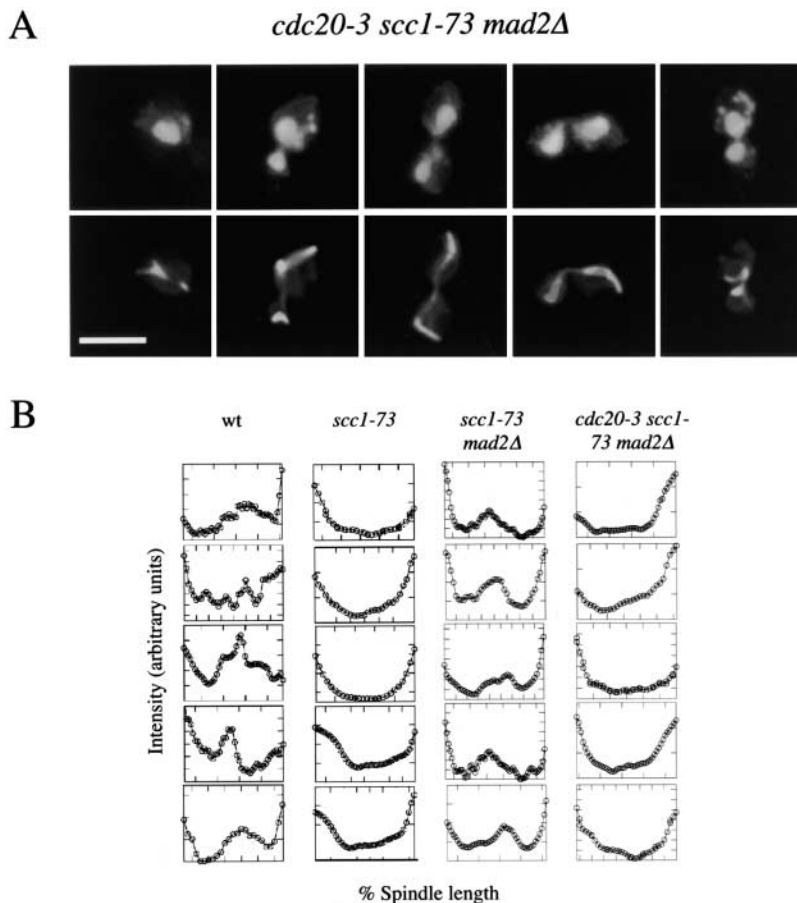 A
cdc20-3 scc1-73 mad2Δ
B
wt
scc1-73
scc1-73
mad2Δ
cdc20-3 scc1-
73 mad2Δ
Intensity (arbitrary units)
% Spindle length